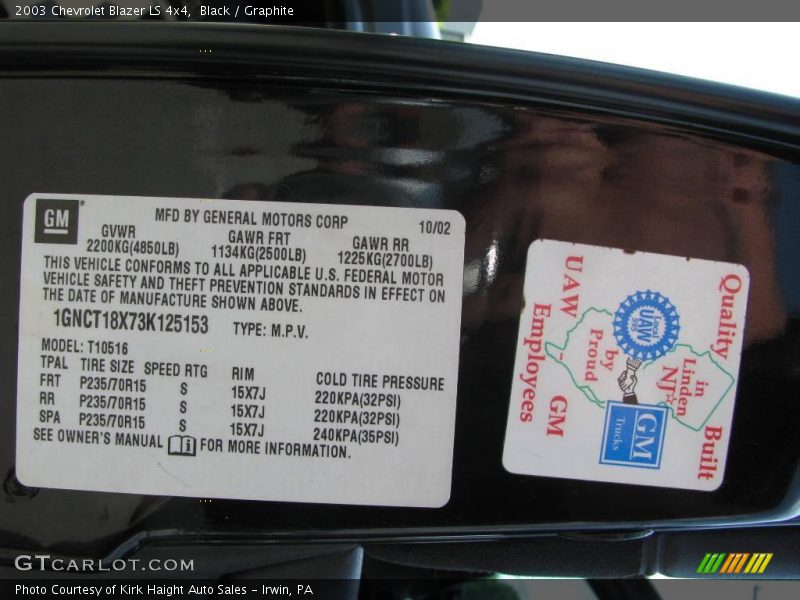 2003 Chevrolet Blazer LS 4x4, Black / Graphite
GM
MFD BY GENERAL MOTORS CORP 10/02
GVWR GAWR FRT GAWR RR
2200KG(4850LB) 1134KG(2500LB) 1225KG(2700LB)
THIS VEHICLE CONFORMS TO ALL APPLICABLE U.S. FEDERAL MOTOR
VEHICLE SAFETY AND THEFT PREVENTION STANDARDS IN EFFECT ON
THE DATE OF MANUFACTURE SHOWN ABOVE.
1GNCT18X73K125153 TYPE: M.P.V.
MODEL: T10516
TPAL TIRE SIZE SPEED RTG RIM COLD TIRE PRESSURE
FRT P235/70R15 S 15X7J 220KPA(32PSI)
RR P235/70R15 S 15X7J 220KPA(32PSI)
SPA P235/70R15 S 15X7J 240KPA(35PSI)
SEE OWNER'S MANUAL i FOR MORE INFORMATION.
Quality Built
in
Linden
NJ
Local
UAW
595
GM
Trucks
by
Proud
UAW - GM
Employees
GTCARLOT.COM
Photo Courtesy of Kirk Haight Auto Sales - Irwin, PA